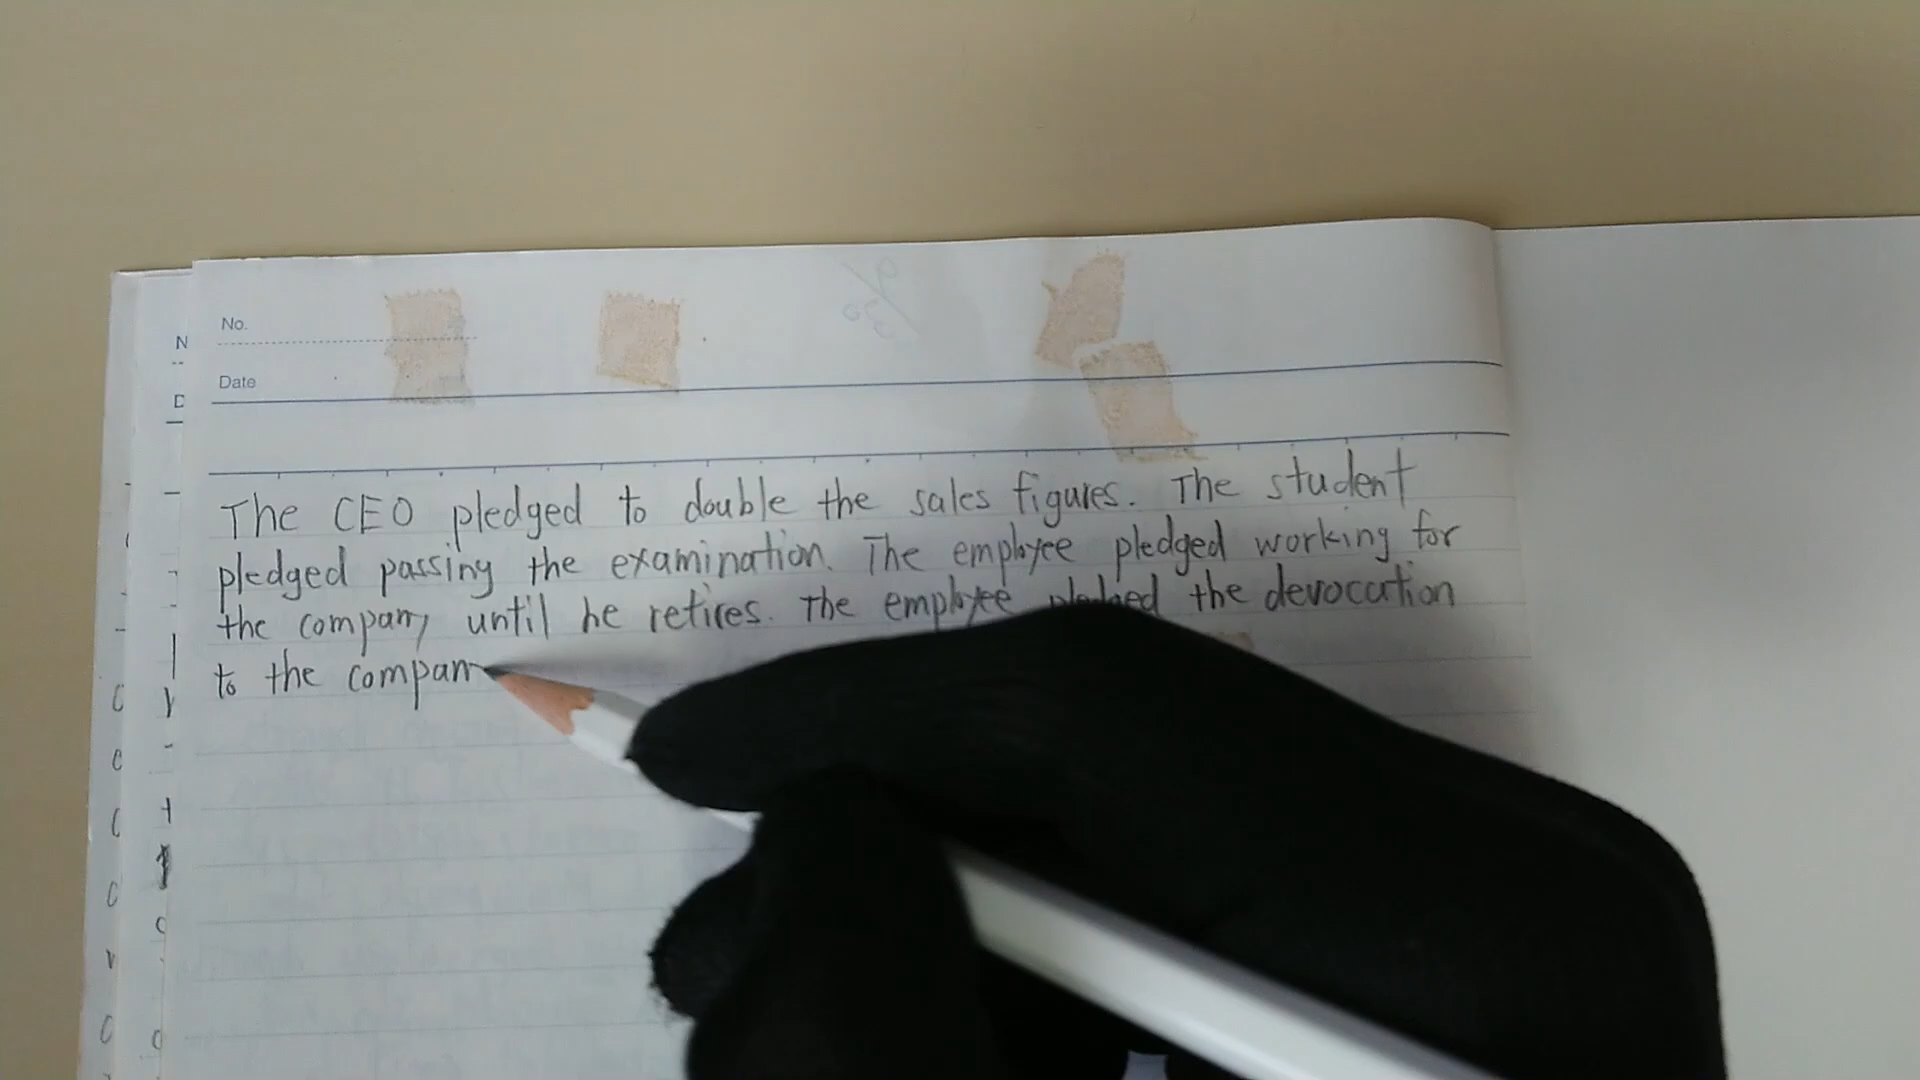 No.
Date
The CEO pledged to double the sales figures. The student
pledged passing the examination. The employee pledged working for
the company until he retires. The employee pledged the devocation
to the compan